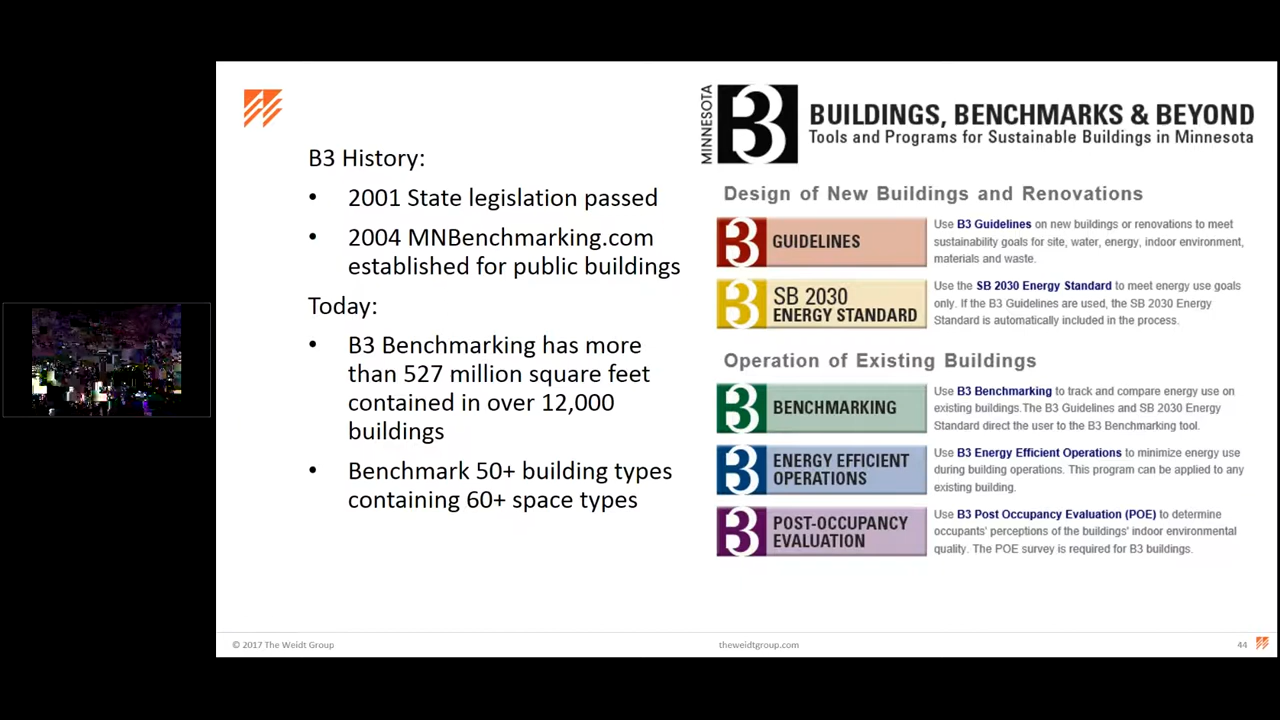 B3 History:
• 2001 State legislation passed
• 2004 MNBenchmarking.com
established for public buildings
Today:
• B3 Benchmarking has more
than 527 million square feet
contained in over 12,000
buildings
• Benchmark 50+ building types
containing 60+ space types
MINNESOTA
B3
BUILDINGS, BENCHMARKS & BEYOND
Tools and Programs for Sustainable Buildings in Minnesota
Design of New Buildings and Renovations
B3 GUIDELINES
Use B3 Guidelines on new buildings or renovations to meet
sustainability goals for site, water, energy, indoor environment,
materials and waste.
B3 SB 2030
ENERGY STANDARD
Use the SB 2030 Energy Standard to meet energy use goals
only. If the B3 Guidelines are used, the SB 2030 Energy
Standard is automatically included in the process.
Operation of Existing Buildings
B3 BENCHMARKING
Use B3 Benchmarking to track and compare energy use on
existing buildings.The B3 Guidelines and SB 2030 Energy
Standard direct the user to the B3 Benchmarking tool.
B3 ENERGY EFFICIENT
OPERATIONS
Use B3 Energy Efficient Operations to minimize energy use
during building operations. This program can be applied to any
existing building.
B3 POST-OCCUPANCY
EVALUATION
Use B3 Post Occupancy Evaluation (POE) to determine
occupants' perceptions of the buildings' indoor environmental
quality. The POE survey is required for B3 buildings.
© 2017 The Weidt Group
theweidtgroup.com
44